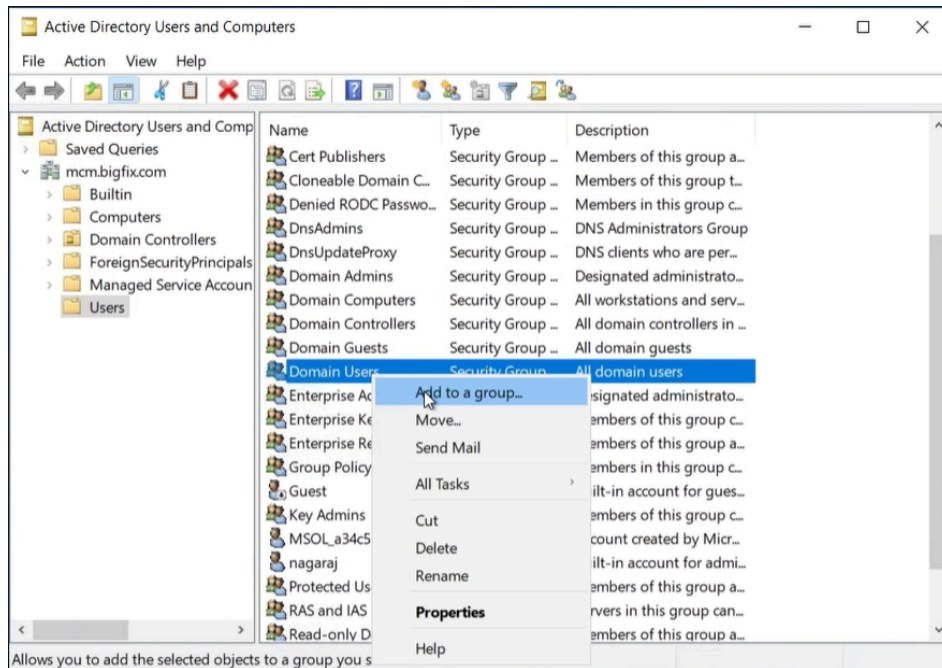 Active Directory Users and Computers
File Action View Help
Active Directory Users and Comp
Saved Queries
mcm.bigfix.com
Builtin
Computers
Domain Controllers
ForeignSecurityPrincipals
Managed Service Accoun
Users
Name Type Description
Cert Publishers Security Group ... Members of this group a...
Cloneable Domain C... Security Group ... Members of this group t...
Denied RODC Passwo... Security Group ... Members in this group c...
DnsAdmins Security Group ... DNS Administrators Group
DnsUpdateProxy Security Group ... DNS clients who are per...
Domain Admins Security Group ... Designated administrato...
Domain Computers Security Group ... All workstations and serv...
Domain Controllers Security Group ... All domain controllers in ...
Domain Guests Security Group ... All domain guests
Domain Users Security Group All domain users
Enterprise Ad signated administrato...
Enterprise Ke embers of this group c...
Enterprise Re embers of this group a...
Group Policy embers in this group c...
Guest ilt-in account for gues...
Key Admins embers of this group c...
MSOL_a34c5 count created by Micr...
nagaraj ilt-in account for admi...
Protected Us embers of this group a...
RAS and IAS rvers in this group can...
Read-only D embers of this group a...
Add to a group...
Move...
Send Mail
All Tasks
Cut
Delete
Rename
Properties
Help
Allows you to add the selected objects to a group you s